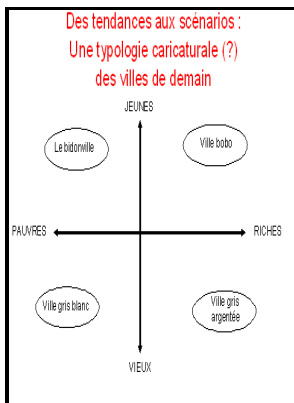 Des tendances aux scénarios :
Une typologie caricaturale (?)
des villes de demain
JEUNES
Le bidonville
Ville bobo
PAUVRES
RICHES
Ville gris blanc
Ville gris
argentée
VIEUX